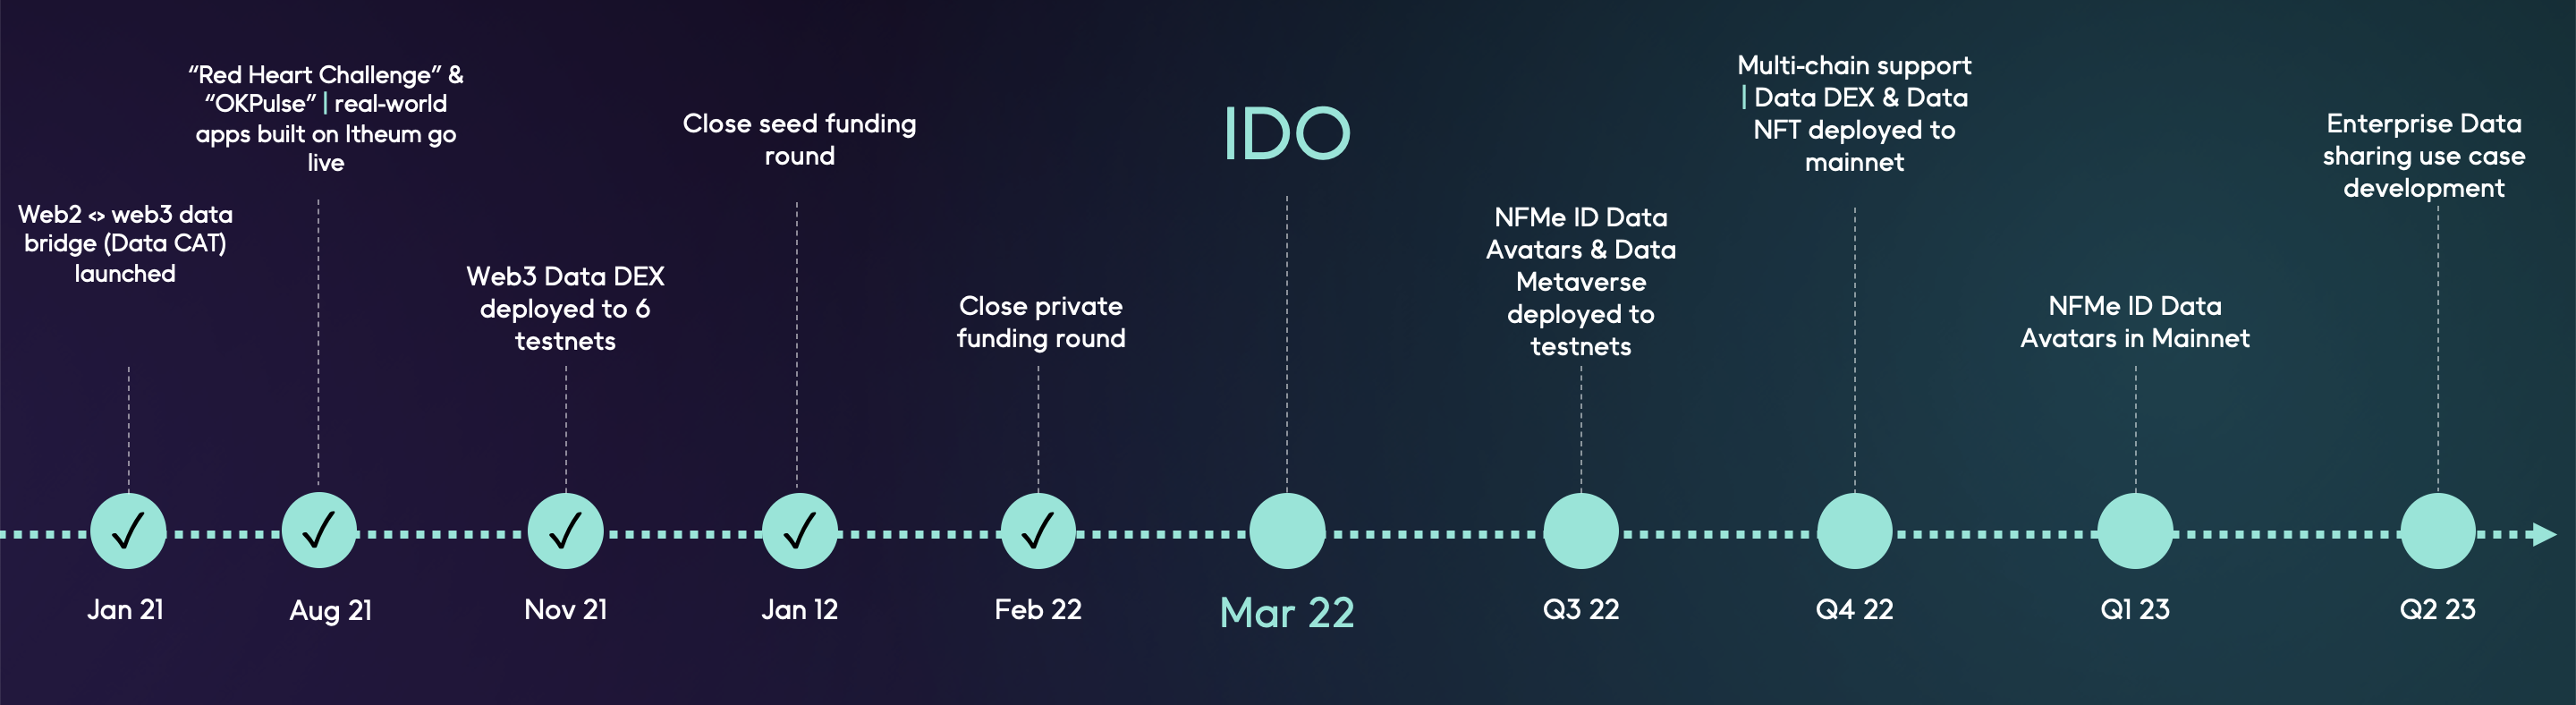 Web2 <> web3 data
bridge (Data CAT)
launched
Jan 21
“Red Heart Challenge” &
“OKPulse” | real-world
apps built on Itheum go
live
Aug 21
Web3 Data DEX
deployed to 6
testnets
Nov 21
Close seed funding
round
Jan 12
Close private
funding round
Feb 22
IDO
Mar 22
NFMe ID Data
Avatars & Data
Metaverse
deployed to
testnets
Q3 22
Multi-chain support
| Data DEX & Data
NFT deployed to
mainnet
Q4 22
NFMe ID Data
Avatars in Mainnet
Q1 23
Enterprise Data
sharing use case
development
Q2 23